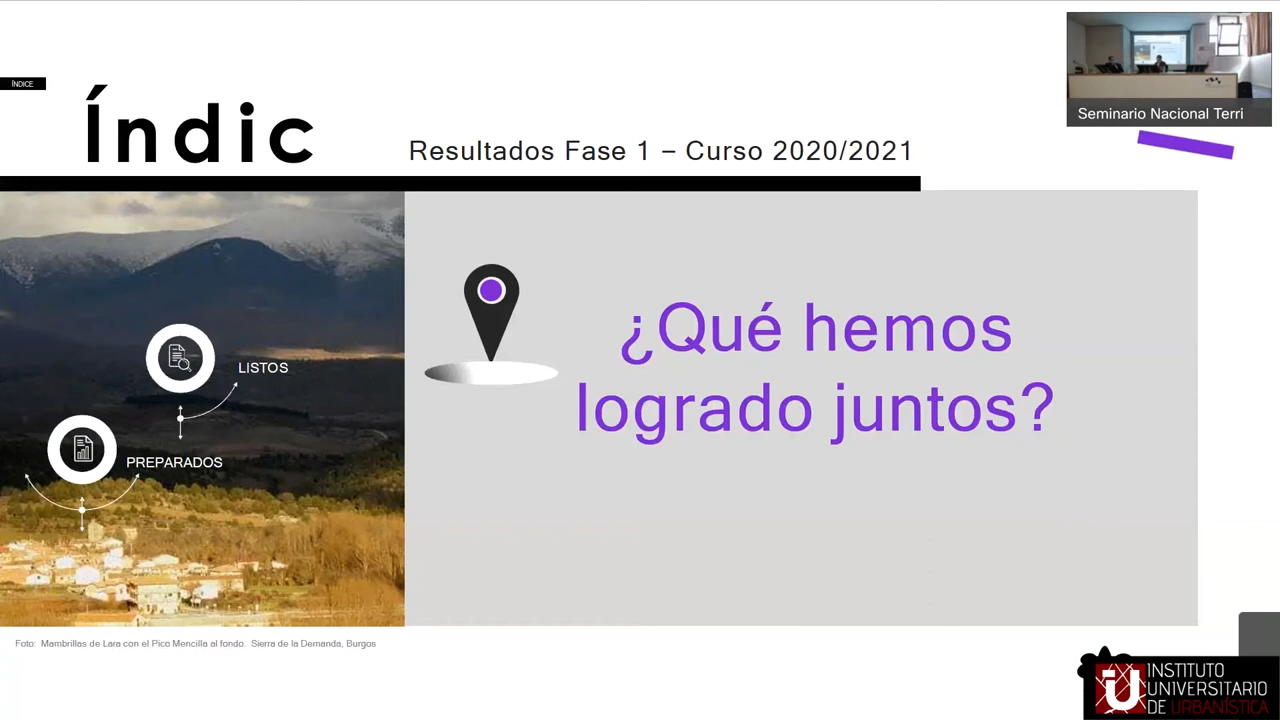 ÍNDICE
Índic
Resultados Fase 1 – Curso 2020/2021
Seminario Nacional Terri
¿Qué hemos
logrado juntos?
LISTOS
PREPARADOS
Foto: Mambrillas de Lara con el Pico Mencilla al fondo. Sierra de la Demanda, Burgos
IU
INSTITUTO
UNIVERSITARIO
DE URBANÍSTICA